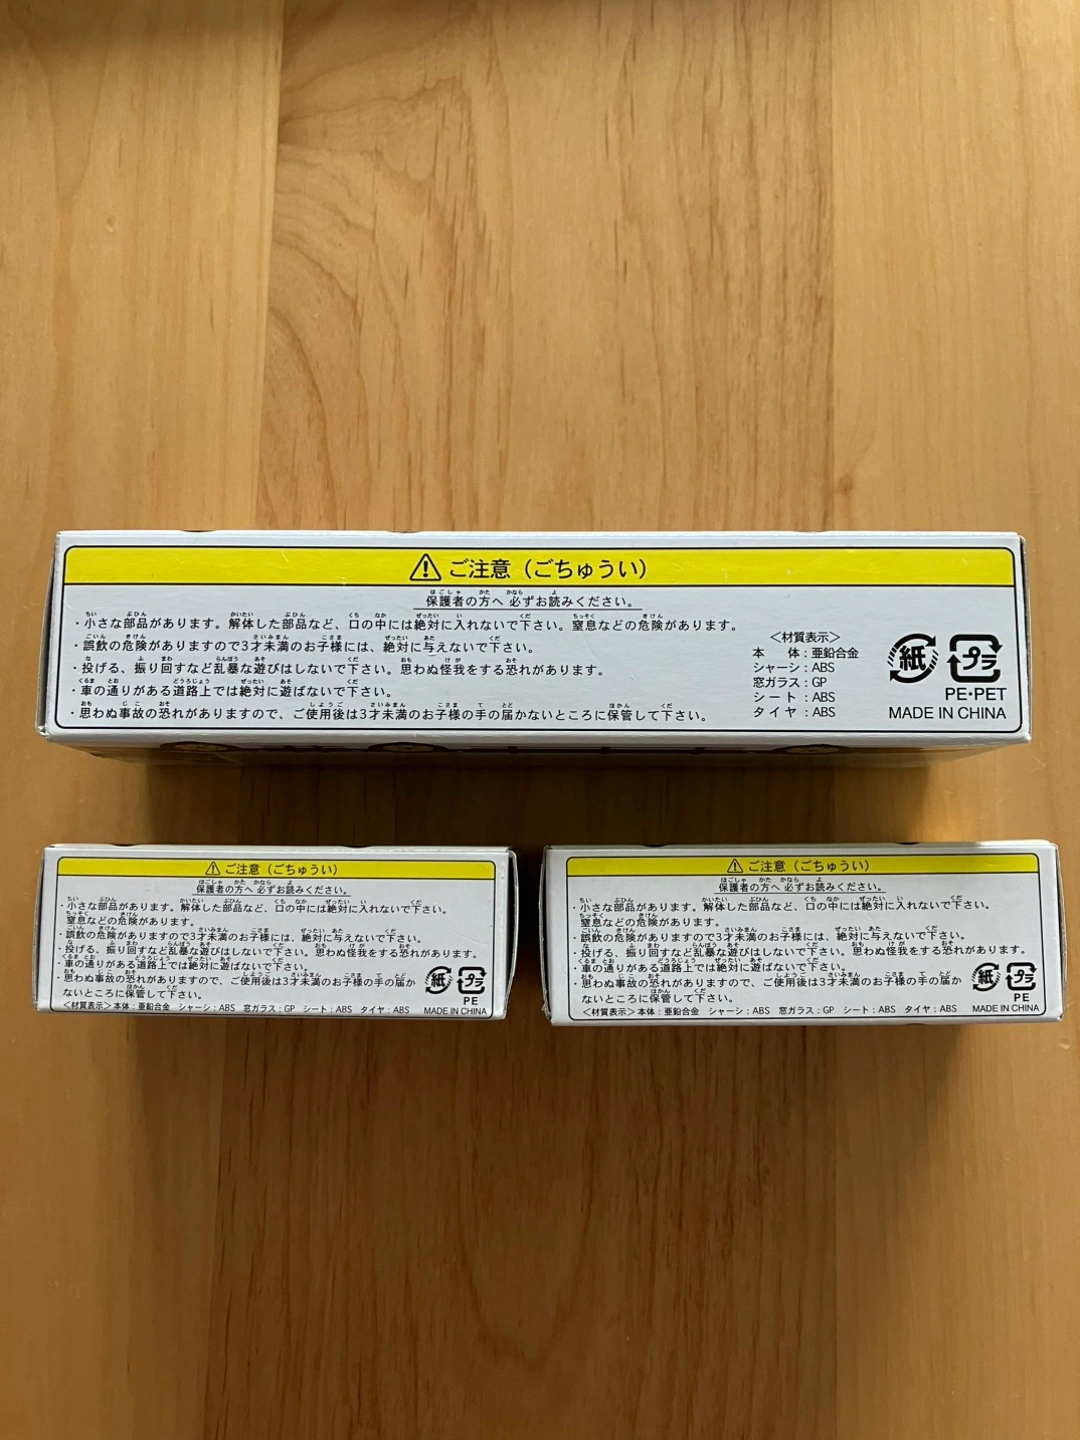 ⚠ ご注意（ごちゅうい）
保護者の方へ 必ずお読みください。
・小さな部品があります。解体した部品など、口の中には絶対に入れないで下さい。窒息などの危険があります。
・誤飲の危険がありますので3才未満のお子様には、絶対に与えないで下さい。
・投げる、振り回すなど乱暴な遊びはしないで下さい。思わぬ怪我をする恐れがあります。
・車の通りがある道路上では絶対に遊ばないで下さい。
・思わぬ事故の恐れがありますので、ご使用後は3才未満のお子様の手の届かないところに保管して下さい。
＜材質表示＞
本　体：亜鉛合金
シャーシ：ABS
窓ガラス：GP
シート：ABS
タイヤ：ABS
紙 プラ
PE・PET
MADE IN CHINA
⚠ ご注意（ごちゅうい）
保護者の方へ 必ずお読みください。
・小さな部品があります。解体した部品など、口の中には絶対に入れないで下さい。
窒息などの危険があります。
・誤飲の危険がありますので3才未満のお子様には、絶対に与えないで下さい。
・投げる、振り回すなど乱暴な遊びはしないで下さい。思わぬ怪我をする恐れがあります。
・車の通りがある道路上では絶対に遊ばないで下さい。
・思わぬ事故の恐れがありますので、ご使用後は3才未満のお子様の手の届か
ないところに保管して下さい。
＜材質表示＞本体：亜鉛合金　シャーシ：ABS　窓ガラス：GP　シート：ABS　タイヤ：ABS
紙 プラ
PE
MADE IN CHINA
⚠ ご注意（ごちゅうい）
保護者の方へ 必ずお読みください。
・小さな部品があります。解体した部品など、口の中には絶対に入れないで下さい。
窒息などの危険があります。
・誤飲の危険がありますので3才未満のお子様には、絶対に与えないで下さい。
・投げる、振り回すなど乱暴な遊びはしないで下さい。思わぬ怪我をする恐れがあります。
・車の通りがある道路上では絶対に遊ばないで下さい。
・思わぬ事故の恐れがありますので、ご使用後は3才未満のお子様の手の届か
ないところに保管して下さい。
＜材質表示＞本体：亜鉛合金　シャーシ：ABS　窓ガラス：GP　シート：ABS　タイヤ：ABS
紙 プラ
PE
MADE IN CHINA